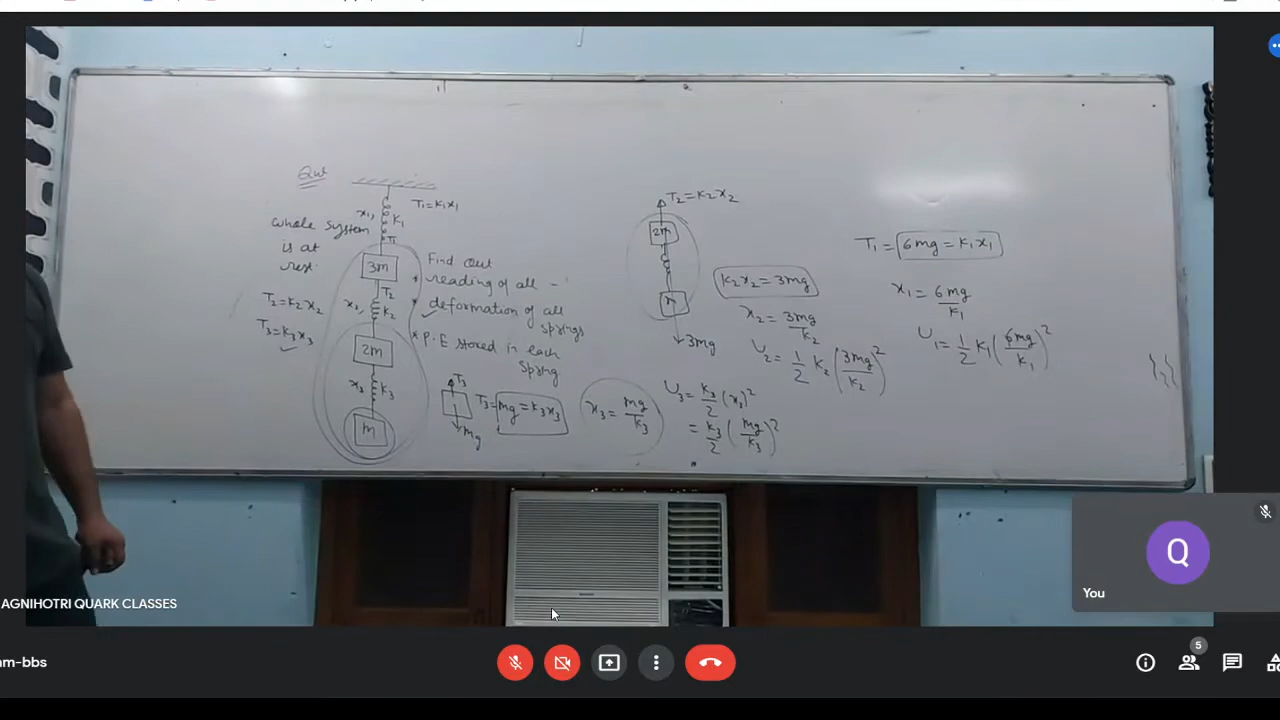 Que
T₁=K₁x₁
x₁, K₁
T₁
whole system
is at
rest.
3m
Find out
* reading of all -
* deformation of all
springs
* P.E stored in each
spring
T₂
T₂=K₂x₂
x₂, K₂
T₃=K₃x₃
2m
x₃ K₃
m
T₃
mg
T₃=mg=K₃x₃
x₃=mg/K₃
T₂=K₂x₂
2m
m
3mg
K₂x₂=3mg
x₂=3mg/K₂
U₂=1/2 K₂(3mg/K₂)²
U₃=K₃/2 (x₃)²
=K₃/2 (mg/K₃)²
T₁=6mg=K₁x₁
x₁=6mg/K₁
U₁=1/2 K₁(6mg/K₁)²
AGNIHOTRI QUARK CLASSES
Q
You
am-bbs
5